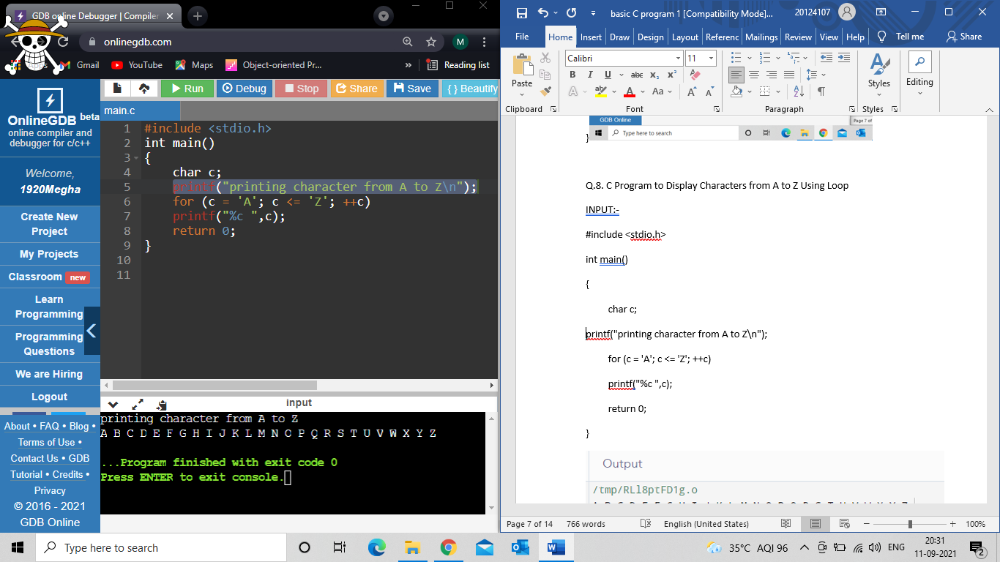 GDB online Debugger | Compiler
onlinegdb.com
M
Gmail
YouTube
Maps
Object-oriented Pr...
»
Reading list
OnlineGDB beta
online compiler and
debugger for c/c++
Welcome,
1920Megha
Create New
Project
My Projects
Classroom new
Learn
Programming
Programming
Questions
We are Hiring
Logout
About • FAQ • Blog •
Terms of Use •
Contact Us • GDB
Tutorial • Credits •
Privacy
© 2016 - 2021
GDB Online
Run
Debug
Stop
Share
Save
{ } Beautify
main.c
1 #include <stdio.h>
2 int main()
3 {
4 char c;
5 printf("printing character from A to Z\n");
6 for (c = 'A'; c <= 'Z'; ++c)
7 printf("%c ",c);
8 return 0;
9 }
10
11
input
printing character from A to Z
A B C D E F G H I J K L M N O P Q R S T U V W X Y Z
...Program finished with exit code 0
Press ENTER to exit console.
basic C program 1 [Compatibility Mode]...
20124107
File
Home
Insert
Draw
Design
Layout
Referenc
Mailings
Review
View
Help
Tell me
Share
Paste
Clipboard
Calibri
11
B I U abc x₂ x²
A ab A Aa A A
Font
Paragraph
Styles
Styles
Editing
GDB Online
Page 7 of
Type here to search
}
Q.8. C Program to Display Characters from A to Z Using Loop
INPUT:-
#include <stdio.h>
int main()
{
char c;
printf("printing character from A to Z\n");
for (c = 'A'; c <= 'Z'; ++c)
printf("%c ",c);
return 0;
}
Output
/tmp/RLl8ptFD1g.o
Page 7 of 14
766 words
English (United States)
100%
Type here to search
35°C AQI 96
ENG
20:31
11-09-2021
2